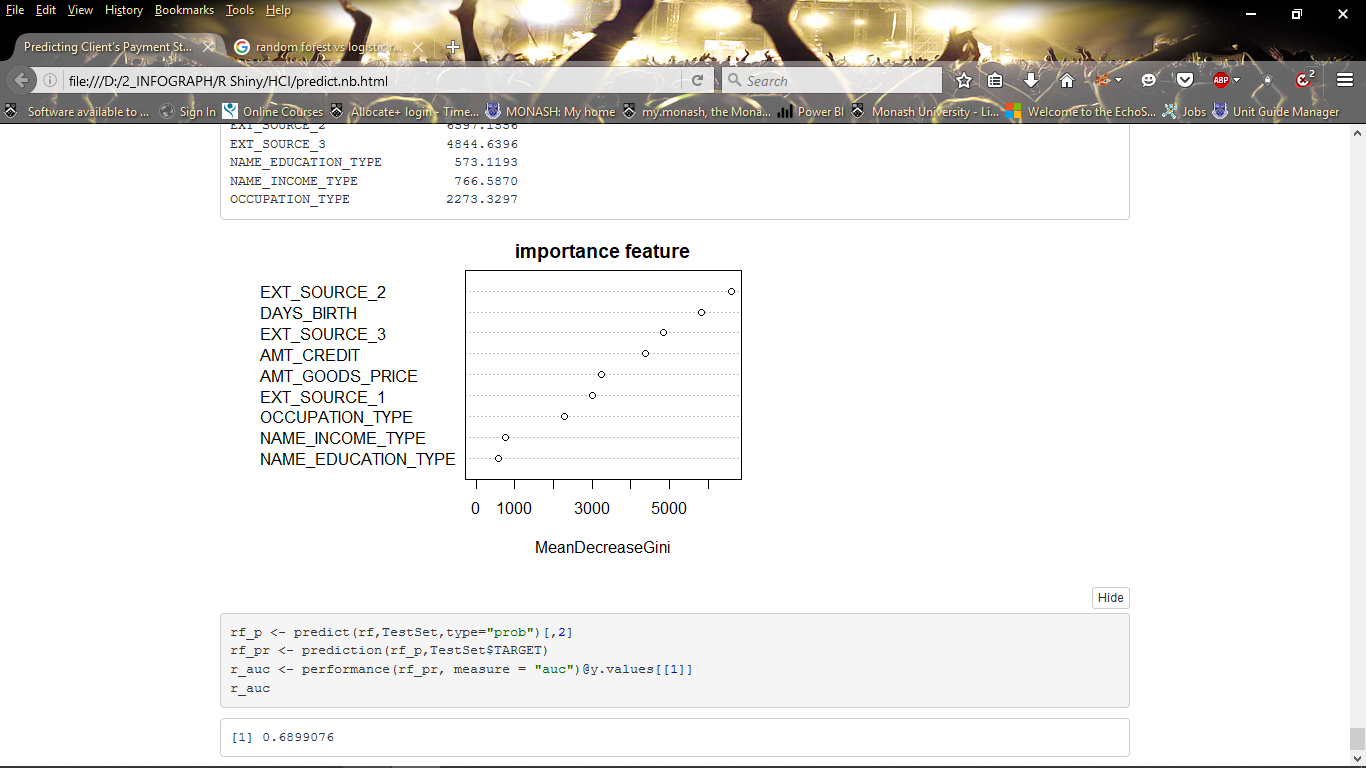 File Edit View History Bookmarks Tools Help
Predicting Client's Payment St... random forest vs logistic r...
file:///D:/2_INFOGRAPH/R Shiny/HCI/predict.nb.html Search ABP 2
Software available to ... Sign In Online Courses Allocate+ login - Time... MONASH: My home my.monash, the Mona... Power BI Monash University - Li... Welcome to the EchoS... Jobs Unit Guide Manager
EXT_SOURCE_2 6597.1556
EXT_SOURCE_3 4844.6396
NAME_EDUCATION_TYPE 573.1193
NAME_INCOME_TYPE 766.5870
OCCUPATION_TYPE 2273.3297
importance feature
EXT_SOURCE_2
DAYS_BIRTH
EXT_SOURCE_3
AMT_CREDIT
AMT_GOODS_PRICE
EXT_SOURCE_1
OCCUPATION_TYPE
NAME_INCOME_TYPE
NAME_EDUCATION_TYPE
0 1000 3000 5000
MeanDecreaseGini
Hide
rf_p <- predict(rf,TestSet,type="prob")[,2]
rf_pr <- prediction(rf_p,TestSet$TARGET)
r_auc <- performance(rf_pr, measure = "auc")@y.values[[1]]
r_auc
[1] 0.6899076